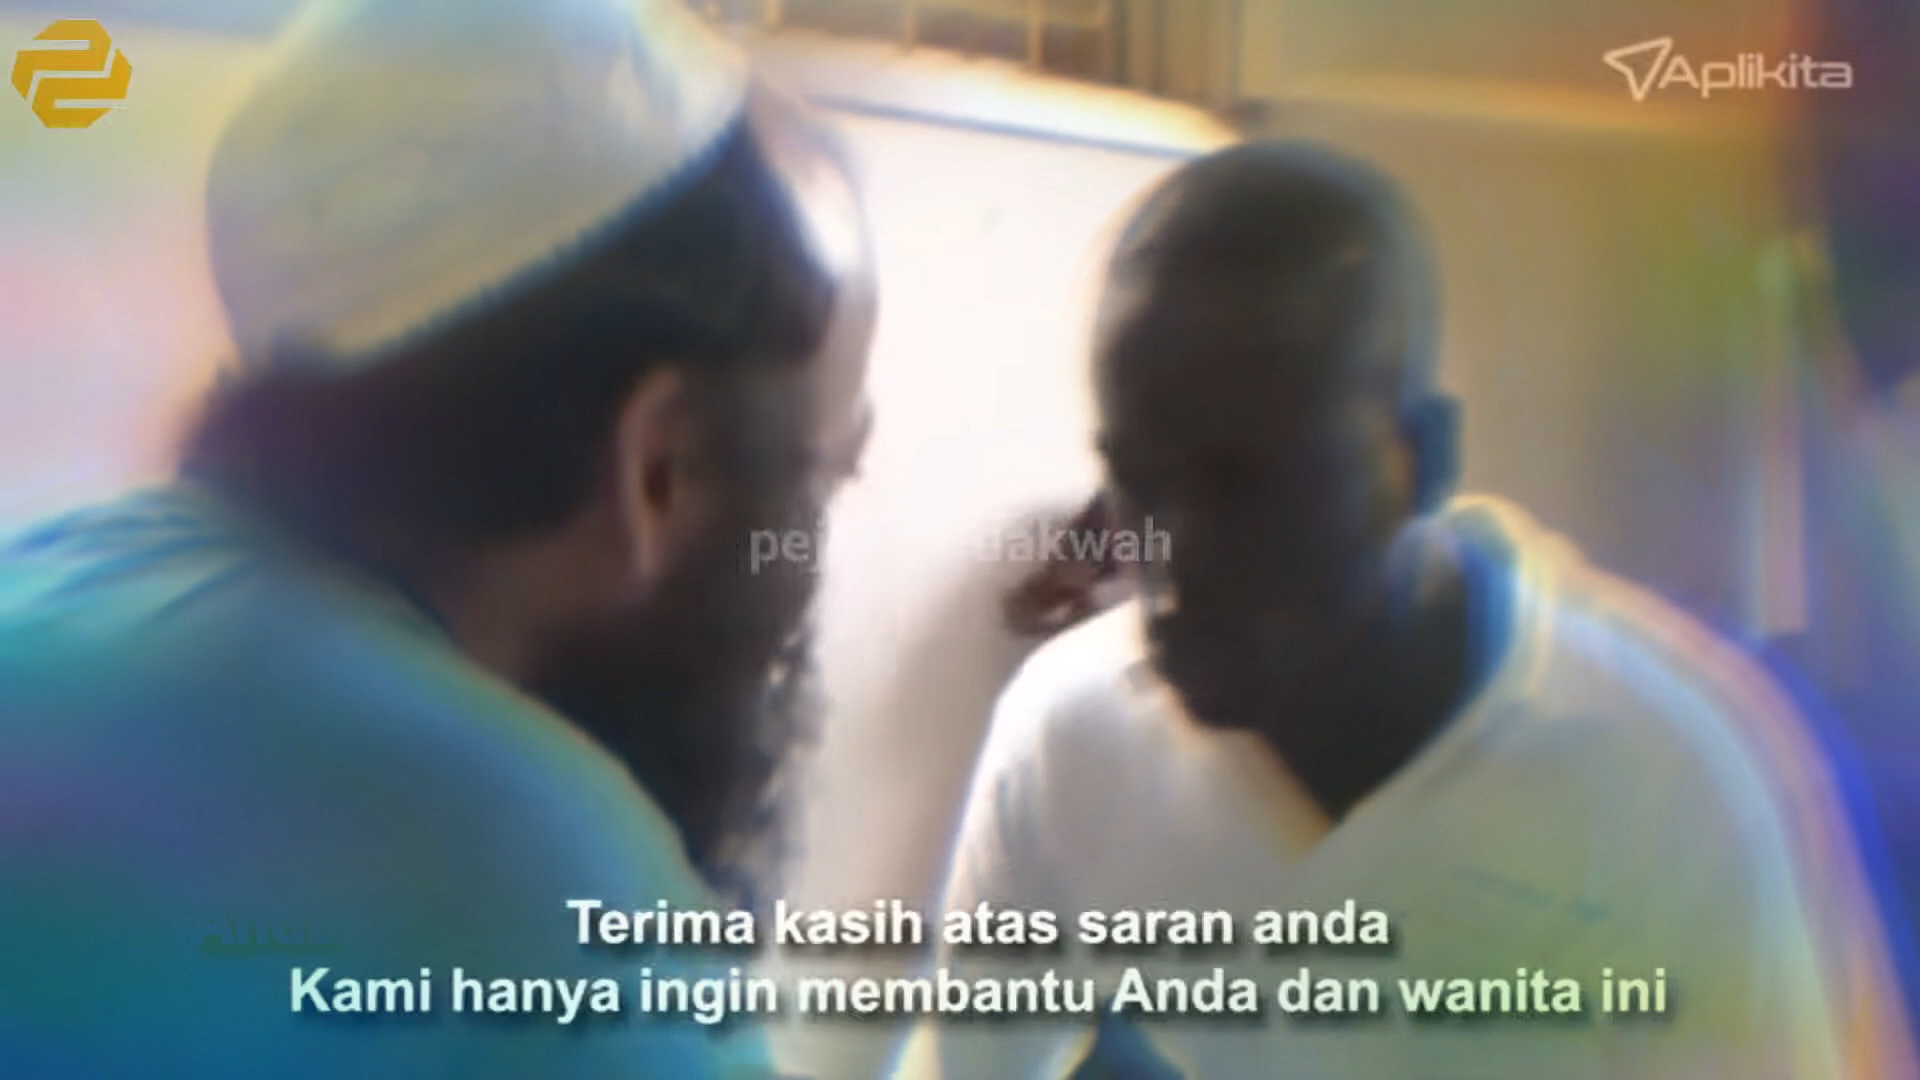 Aplikita
Terima kasih atas saran anda
Kami hanya ingin membantu Anda dan wanita ini